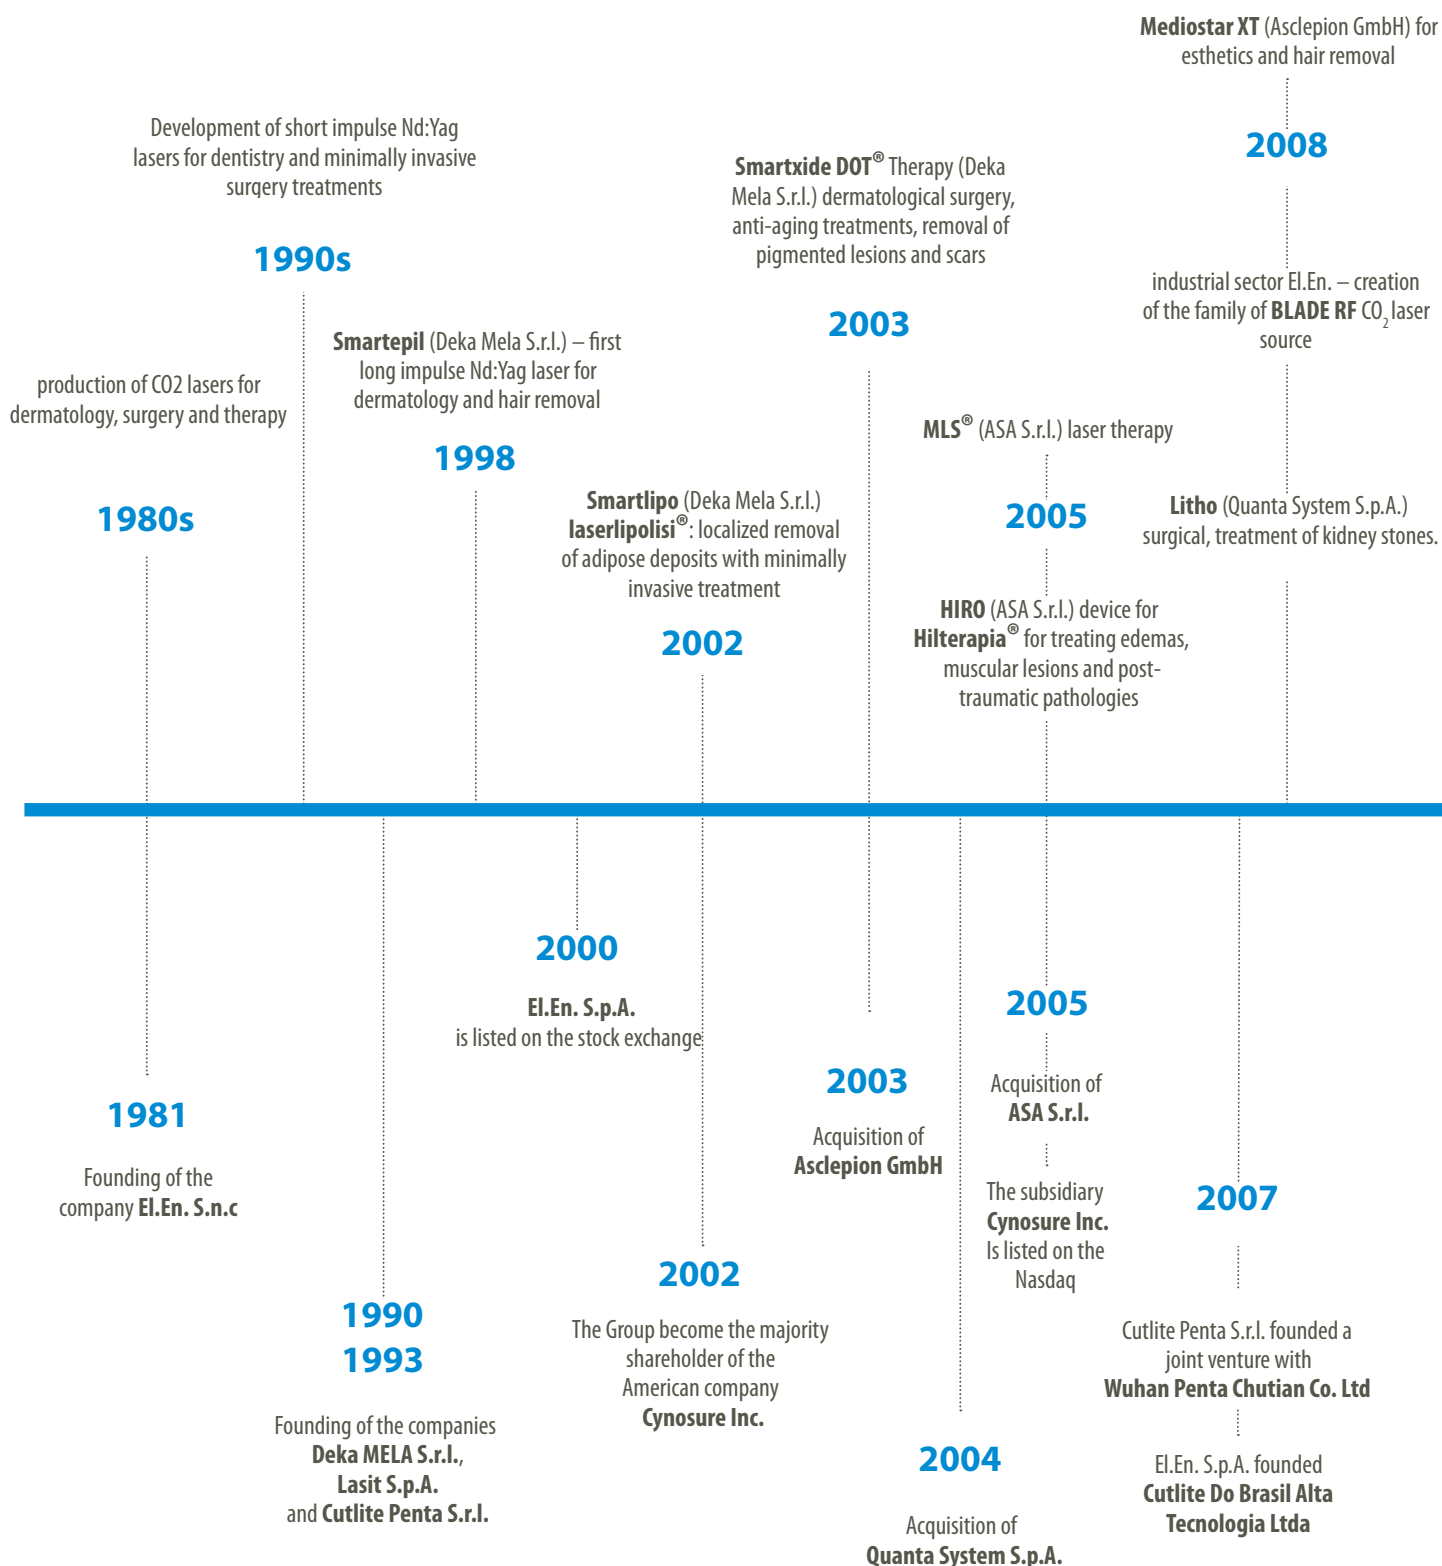 Mediostar XT (Asclepion GmbH) for
esthetics and hair removal
2008
industrial sector El.En. – creation
of the family of BLADE RF CO2 laser
source
Litho (Quanta System S.p.A.)
surgical, treatment of kidney stones.
Development of short impulse Nd:Yag
lasers for dentistry and minimally invasive
surgery treatments
1990s
Smartxide DOT® Therapy (Deka
Mela S.r.l.) dermatological surgery,
anti-aging treatments, removal of
pigmented lesions and scars
2003
Smartepil (Deka Mela S.r.l.) – first
long impulse Nd:Yag laser for
dermatology and hair removal
1998
production of CO2 lasers for
dermatology, surgery and therapy
1980s
MLS® (ASA S.r.l.) laser therapy
2005
HIRO (ASA S.r.l.) device for
Hilterapia® for treating edemas,
muscular lesions and post-
traumatic pathologies
Smartlipo (Deka Mela S.r.l.)
laserlipolisi®: localized removal
of adipose deposits with minimally
invasive treatment
2002
2000
El.En. S.p.A.
is listed on the stock exchange
1981
Founding of the
company El.En. S.n.c
1990
1993
Founding of the companies
Deka MELA S.r.l.,
Lasit S.p.A.
and Cutlite Penta S.r.l.
2002
The Group become the majority
shareholder of the
American company
Cynosure Inc.
2003
Acquisition of
Asclepion GmbH
2004
Acquisition of
Quanta System S.p.A.
2005
Acquisition of
ASA S.r.l.
The subsidiary
Cynosure Inc.
Is listed on the
Nasdaq
2007
Cutlite Penta S.r.l. founded a
joint venture with
Wuhan Penta Chutian Co. Ltd
El.En. S.p.A. founded
Cutlite Do Brasil Alta
Tecnologia Ltda